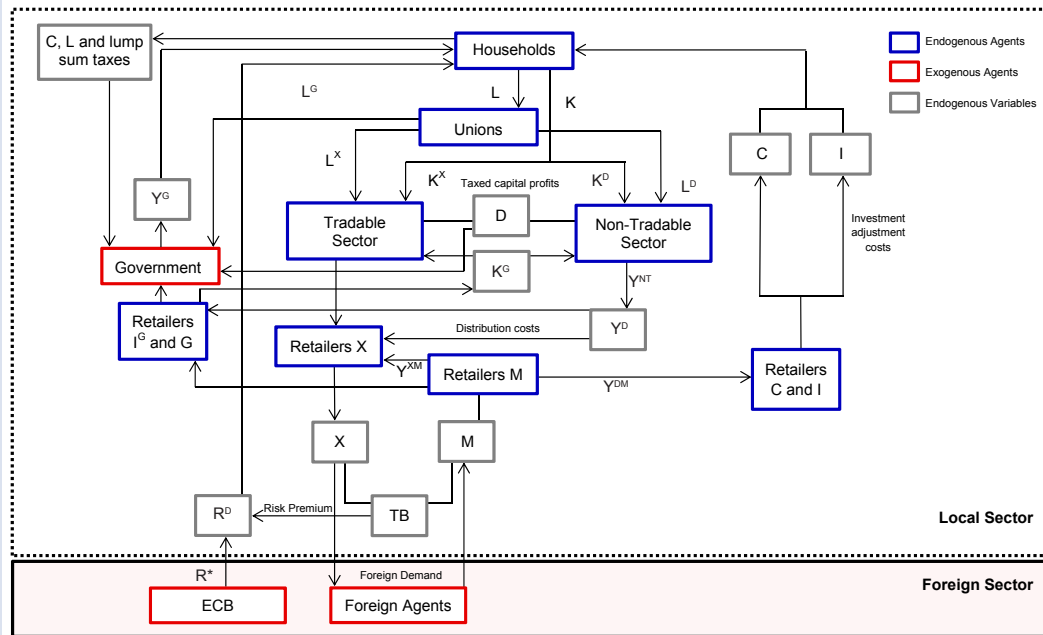 C, L and lump
sum taxes
Households
Endogenous Agents
Exogenous Agents
Endogenous Variables
L^G
L
K
Unions
C
I
L^X
K^X
Taxed capital profits
K^D
L^D
Y^G
Tradable
Sector
D
Non-Tradable
Sector
Investment
adjustment
costs
Government
K^G
Y^NT
Retailers
I^G and G
Distribution costs
Y^D
Retailers X
Y^XM
Retailers M
Y^DM
Retailers
C and I
X
M
R^D
Risk Premium
TB
Local Sector
R*
Foreign Demand
Foreign Sector
ECB
Foreign Agents